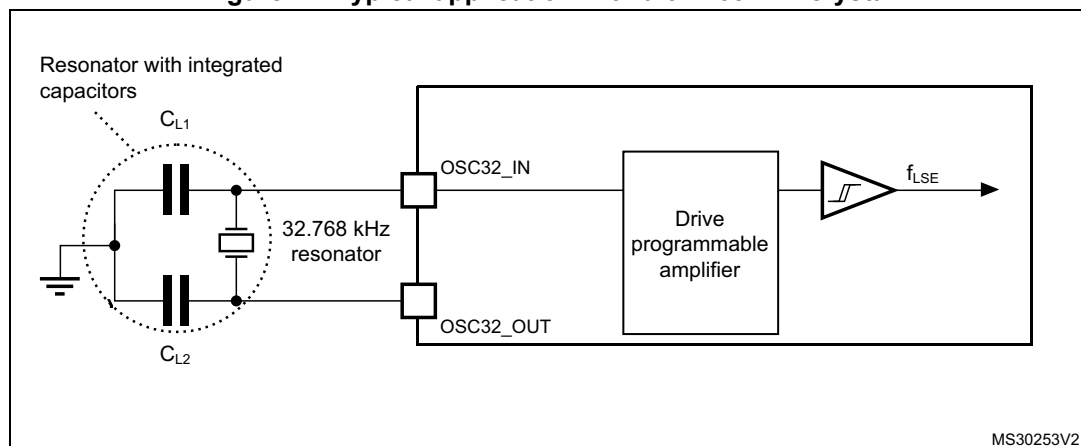 Resonator with integrated
capacitors
CL1
OSC32_IN
fLSE
Drive
programmable
amplifier
32.768 kHz
resonator
OSC32_OUT
CL2
MS30253V2